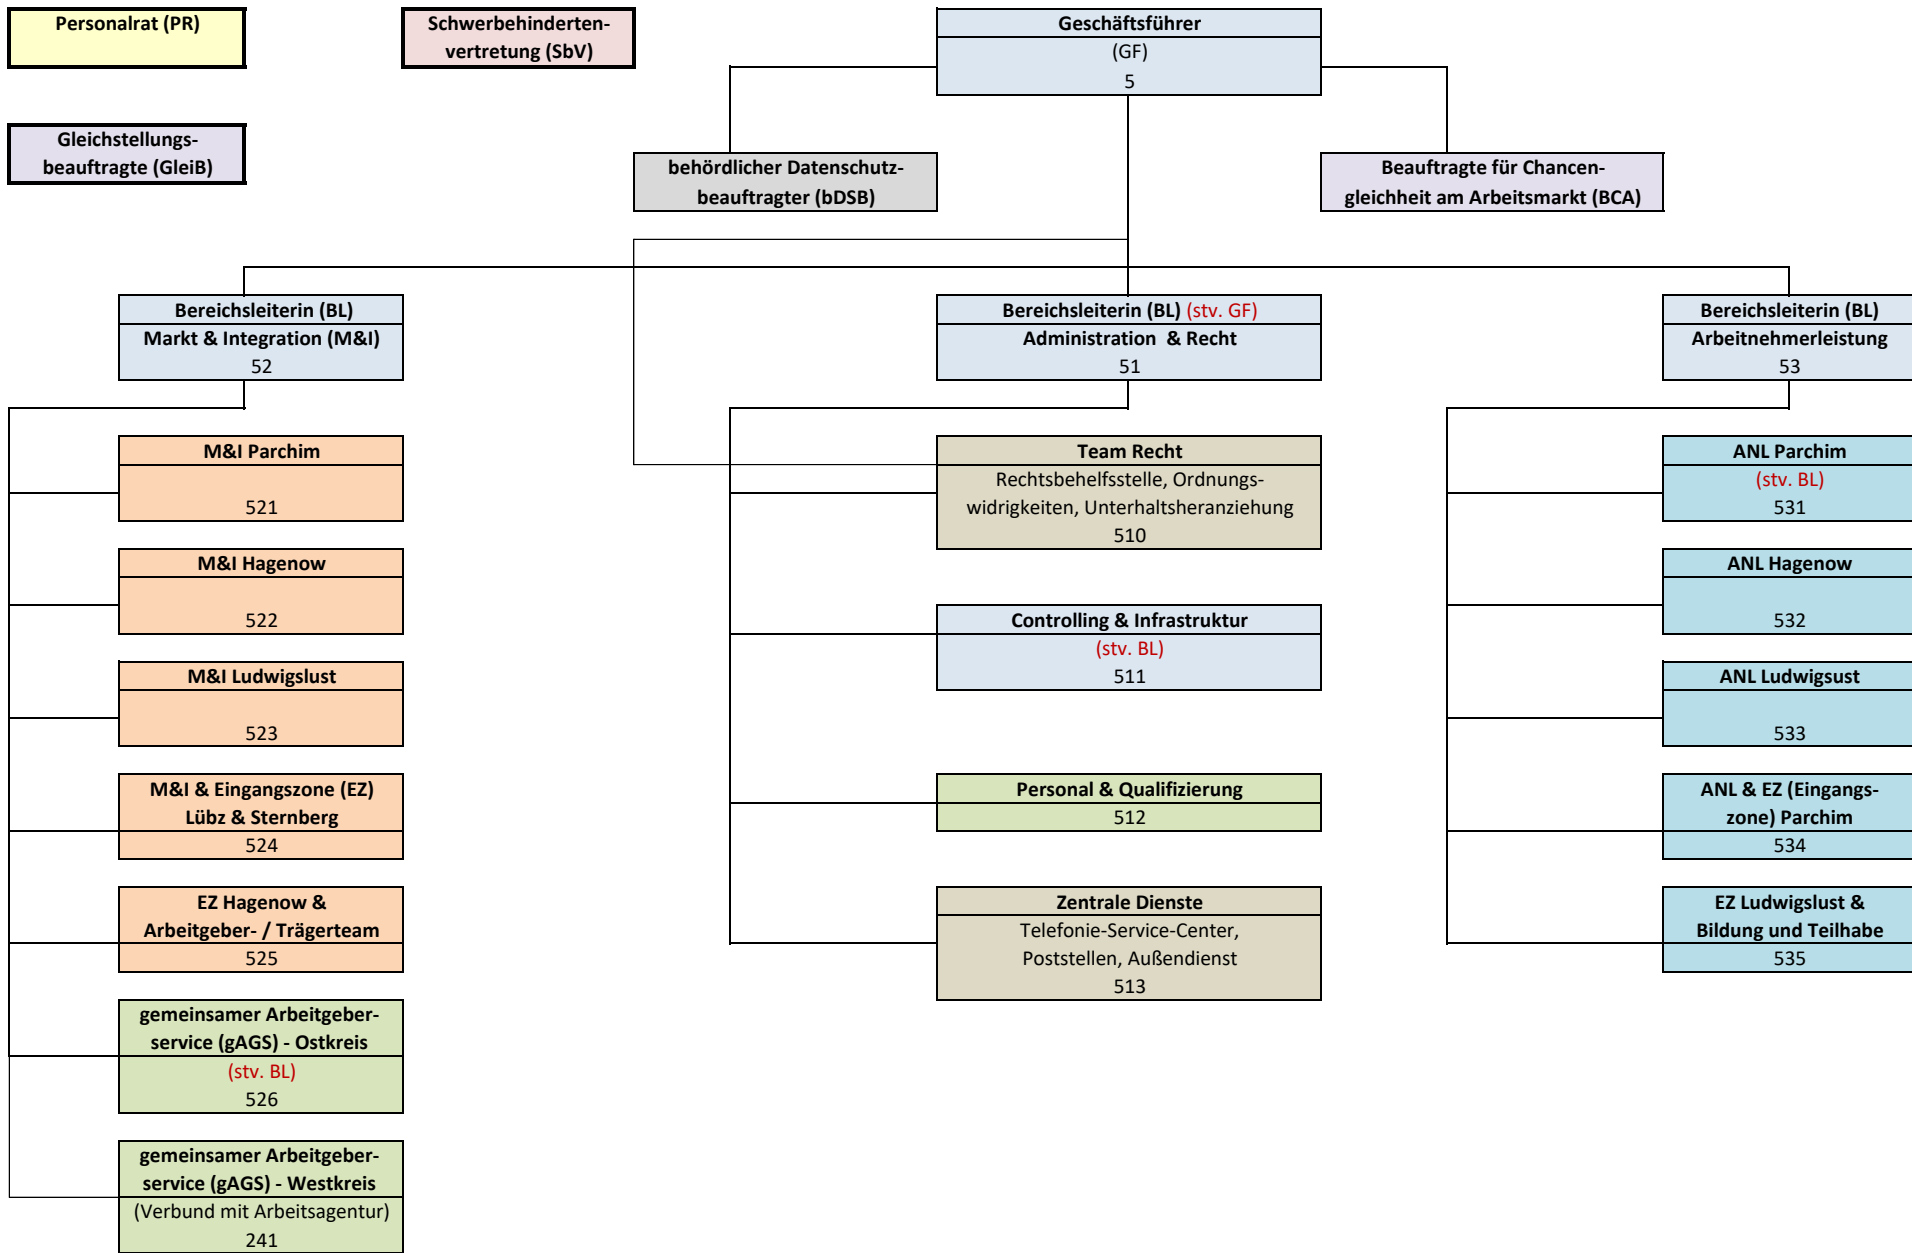 Personalrat (PR)
Schwerbehinderten-
vertretung (SbV)
Geschäftsführer
(GF)
5
Gleichstellungs-
beauftragte (GleiB)
behördlicher Datenschutz-
beauftragter (bDSB)
Beauftragte für Chancen-
gleichheit am Arbeitsmarkt (BCA)
Bereichsleiterin (BL)
Markt & Integration (M&I)
52
Bereichsleiterin (BL) (stv. GF)
Administration & Recht
51
Bereichsleiterin (BL)
Arbeitnehmerleistung
53
M&I Parchim
521
M&I Hagenow
522
M&I Ludwigslust
523
M&I & Eingangszone (EZ)
Lübz & Sternberg
524
EZ Hagenow &
Arbeitgeber- / Trägerteam
525
gemeinsamer Arbeitgeber-
service (gAGS) - Ostkreis
(stv. BL)
526
gemeinsamer Arbeitgeber-
service (gAGS) - Westkreis
(Verbund mit Arbeitsagentur)
241
Team Recht
Rechtsbehelfsstelle, Ordnungs-
widrigkeiten, Unterhaltsheranziehung
510
Controlling & Infrastruktur
(stv. BL)
511
Personal & Qualifizierung
512
Zentrale Dienste
Telefonie-Service-Center,
Poststellen, Außendienst
513
ANL Parchim
(stv. BL)
531
ANL Hagenow
532
ANL Ludwigsust
533
ANL & EZ (Eingangs-
zone) Parchim
534
EZ Ludwigslust &
Bildung und Teilhabe
535